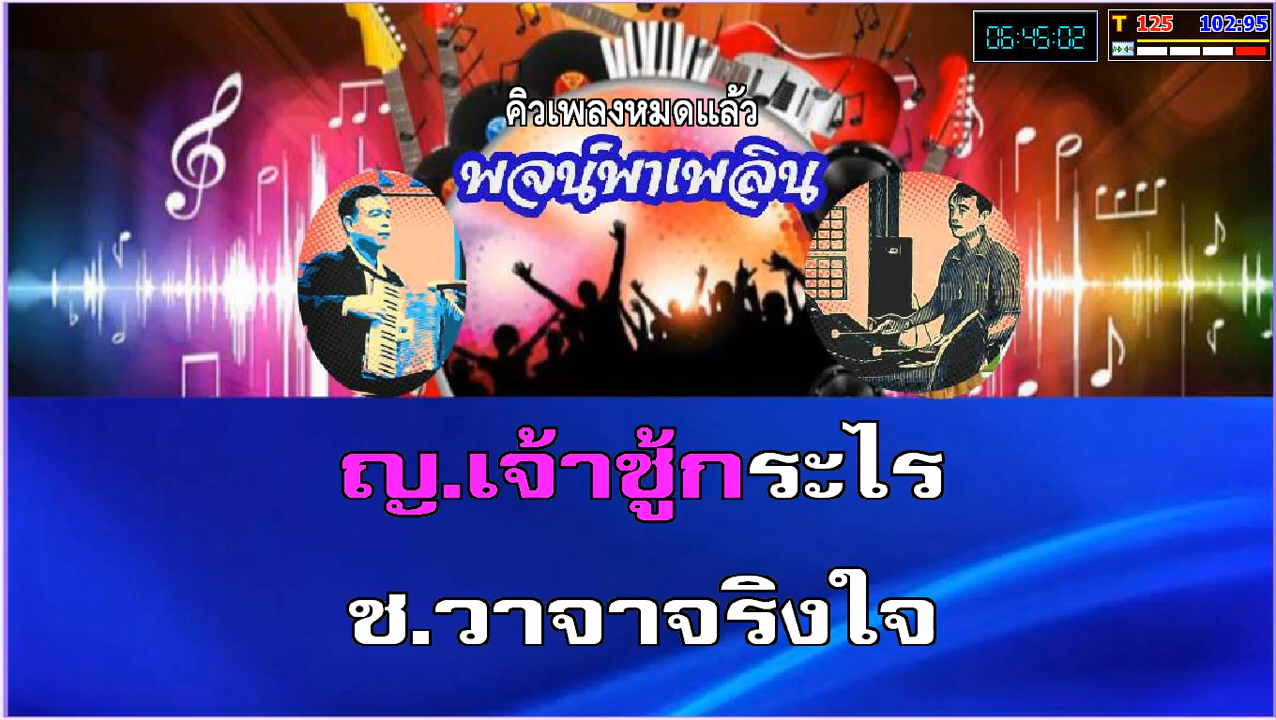 06:45:02
T 125 102:95
คิวเพลงหมดแล้ว
พจน์พาเพลิน
ญ.เจ้าชู้กระไร
ช.วาจาจริงใจ